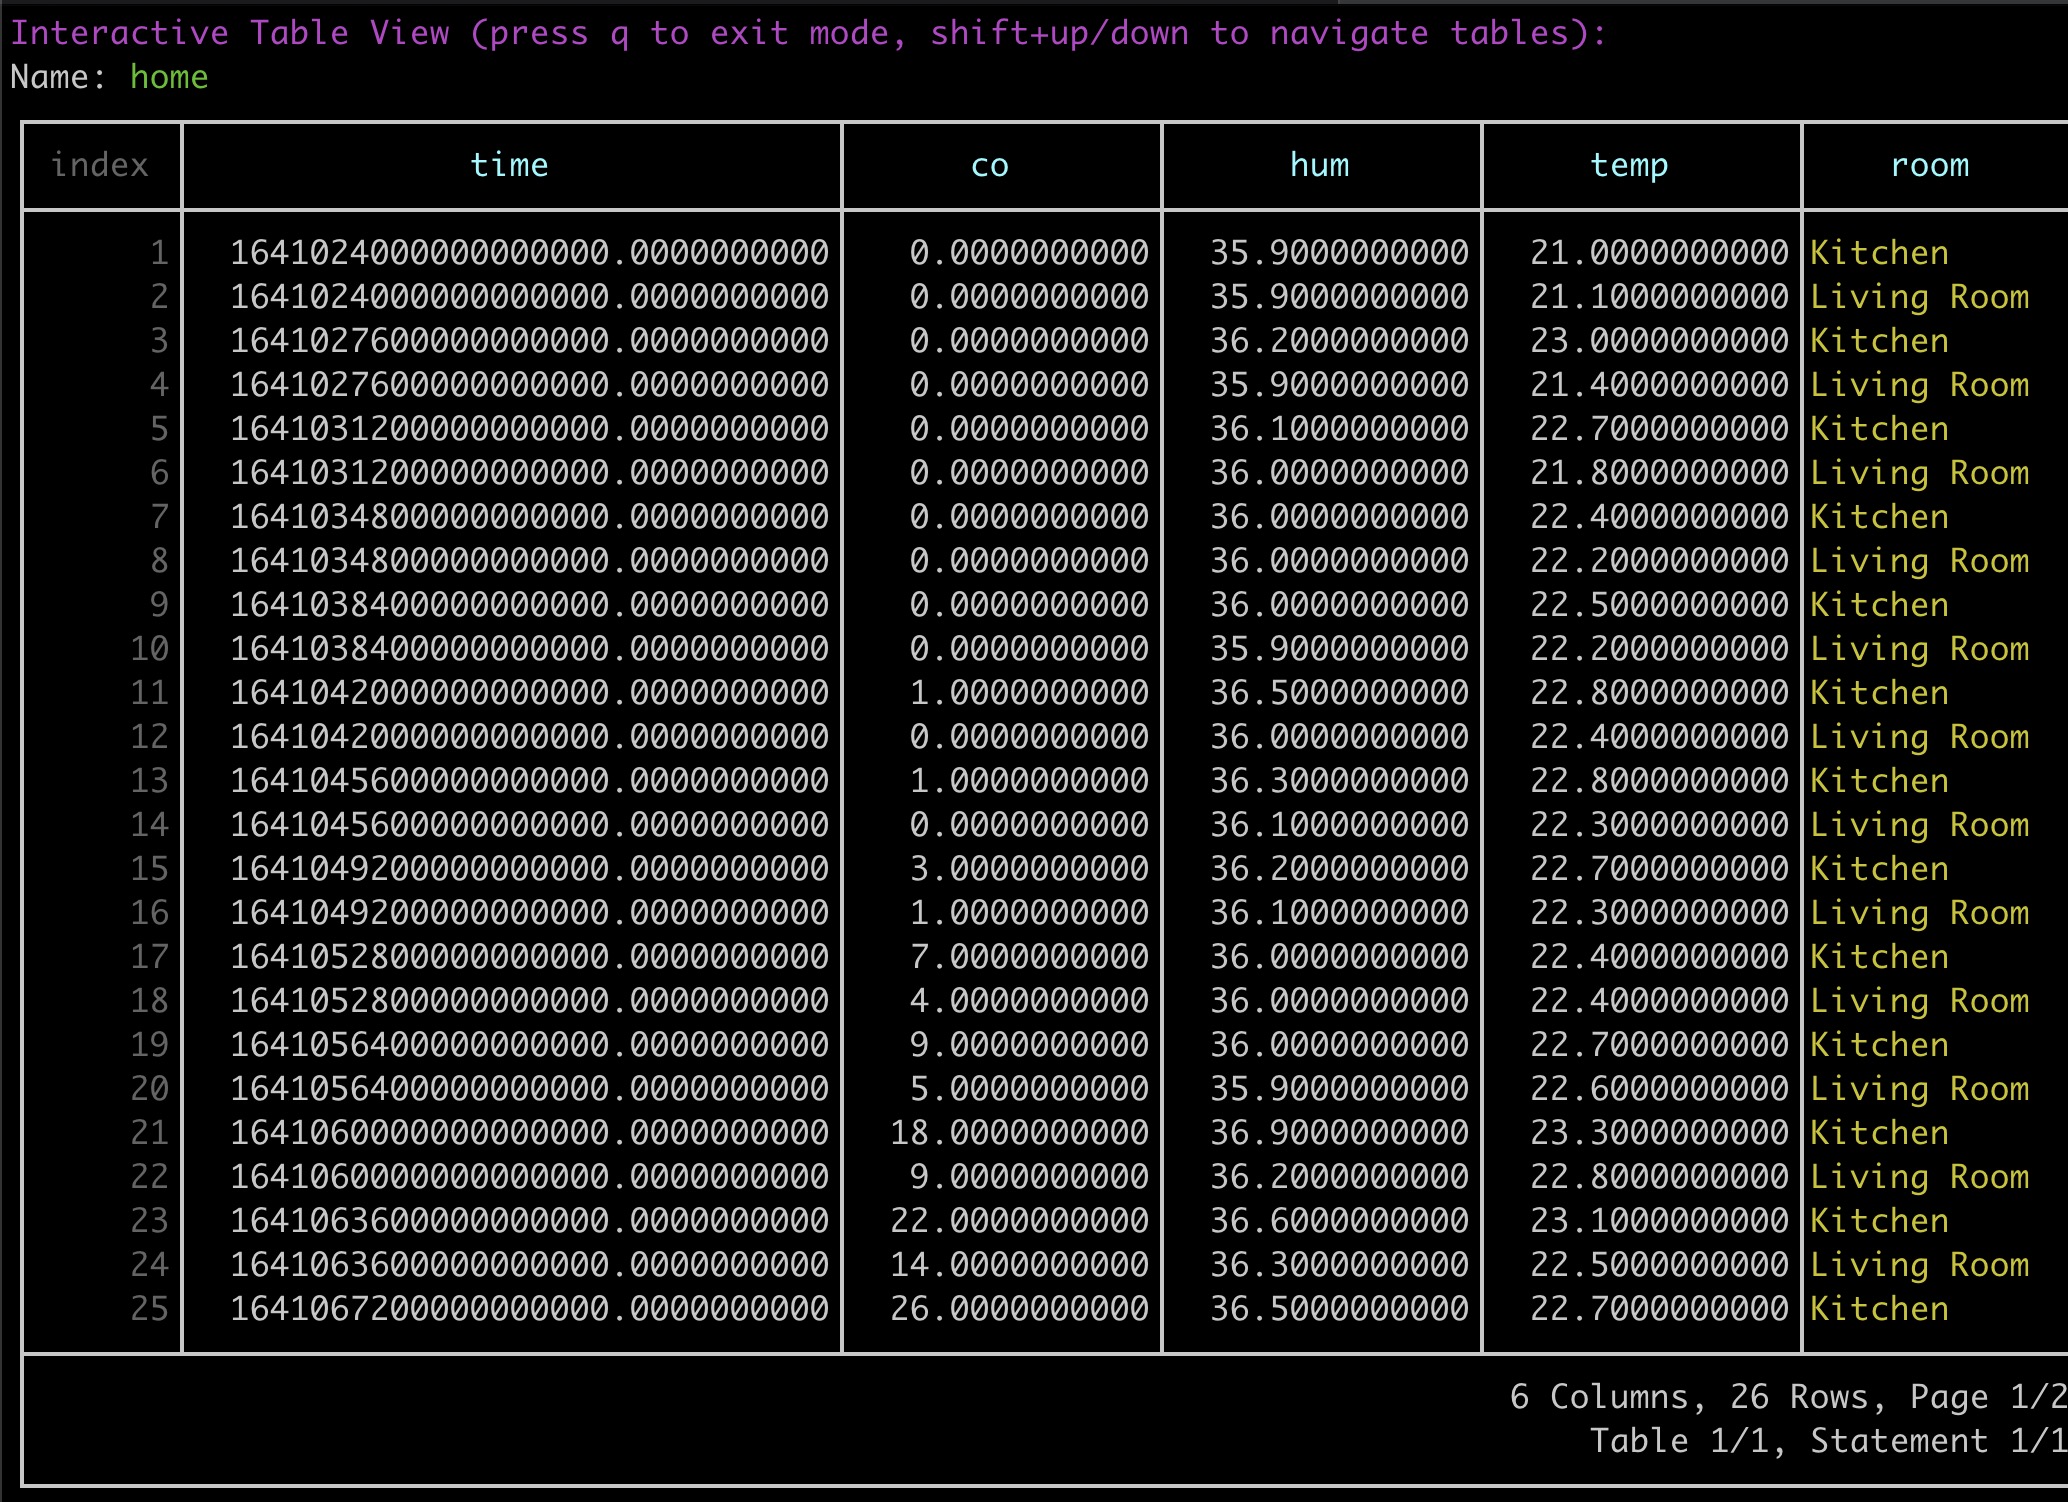 Interactive Table View (press q to exit mode, shift+up/down to navigate tables):
Name: home
index time co hum temp room
1 1641024000000000000.0000000000 0.0000000000 35.9000000000 21.0000000000 Kitchen
2 1641024000000000000.0000000000 0.0000000000 35.9000000000 21.1000000000 Living Room
3 1641027600000000000.0000000000 0.0000000000 36.2000000000 23.0000000000 Kitchen
4 1641027600000000000.0000000000 0.0000000000 35.9000000000 21.4000000000 Living Room
5 1641031200000000000.0000000000 0.0000000000 36.1000000000 22.7000000000 Kitchen
6 1641031200000000000.0000000000 0.0000000000 36.0000000000 21.8000000000 Living Room
7 1641034800000000000.0000000000 0.0000000000 36.0000000000 22.4000000000 Kitchen
8 1641034800000000000.0000000000 0.0000000000 36.0000000000 22.2000000000 Living Room
9 1641038400000000000.0000000000 0.0000000000 36.0000000000 22.5000000000 Kitchen
10 1641038400000000000.0000000000 0.0000000000 35.9000000000 22.2000000000 Living Room
11 1641042000000000000.0000000000 1.0000000000 36.5000000000 22.8000000000 Kitchen
12 1641042000000000000.0000000000 0.0000000000 36.0000000000 22.4000000000 Living Room
13 1641045600000000000.0000000000 1.0000000000 36.3000000000 22.8000000000 Kitchen
14 1641045600000000000.0000000000 0.0000000000 36.1000000000 22.3000000000 Living Room
15 1641049200000000000.0000000000 3.0000000000 36.2000000000 22.7000000000 Kitchen
16 1641049200000000000.0000000000 1.0000000000 36.1000000000 22.3000000000 Living Room
17 1641052800000000000.0000000000 7.0000000000 36.0000000000 22.4000000000 Kitchen
18 1641052800000000000.0000000000 4.0000000000 36.0000000000 22.4000000000 Living Room
19 1641056400000000000.0000000000 9.0000000000 36.0000000000 22.7000000000 Kitchen
20 1641056400000000000.0000000000 5.0000000000 35.9000000000 22.6000000000 Living Room
21 1641060000000000000.0000000000 18.0000000000 36.9000000000 23.3000000000 Kitchen
22 1641060000000000000.0000000000 9.0000000000 36.2000000000 22.8000000000 Living Room
23 1641063600000000000.0000000000 22.0000000000 36.6000000000 23.1000000000 Kitchen
24 1641063600000000000.0000000000 14.0000000000 36.3000000000 22.5000000000 Living Room
25 1641067200000000000.0000000000 26.0000000000 36.5000000000 22.7000000000 Kitchen
6 Columns, 26 Rows, Page 1/2
Table 1/1, Statement 1/1